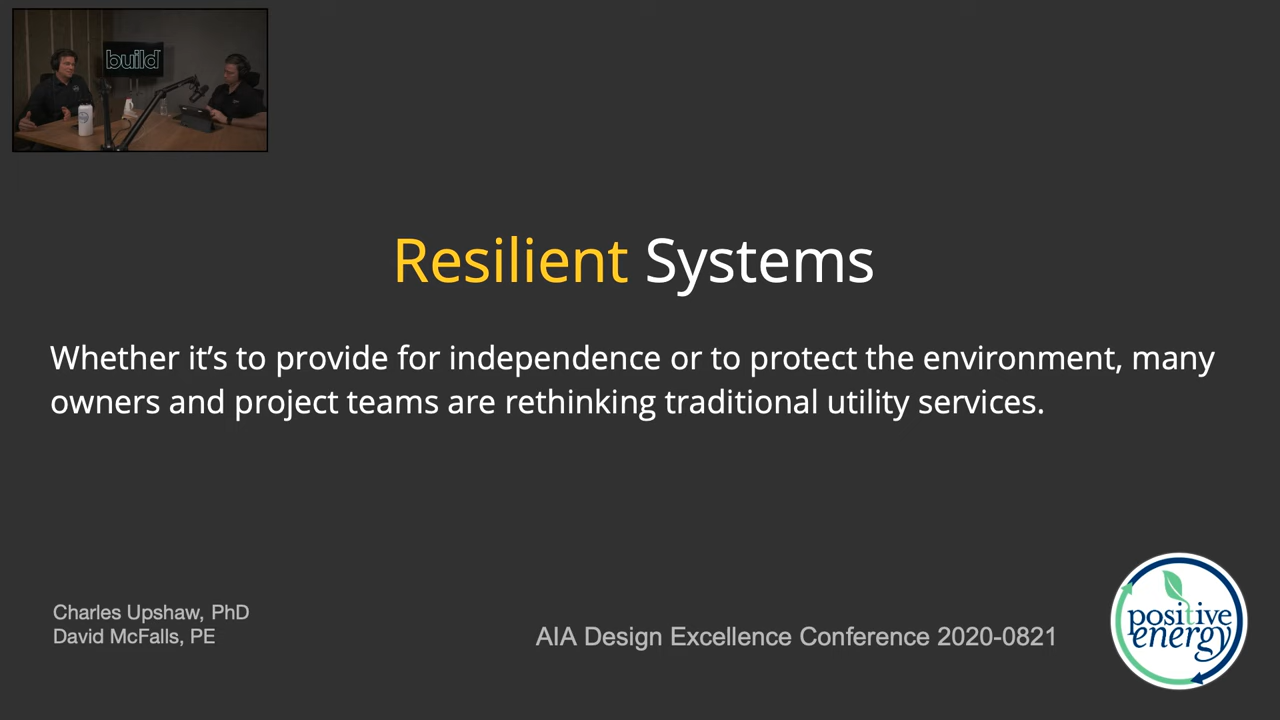 build
Resilient Systems
Whether it’s to provide for independence or to protect the environment, many
owners and project teams are rethinking traditional utility services.
Charles Upshaw, PhD
David McFalls, PE
AIA Design Excellence Conference 2020-0821
positive
energy